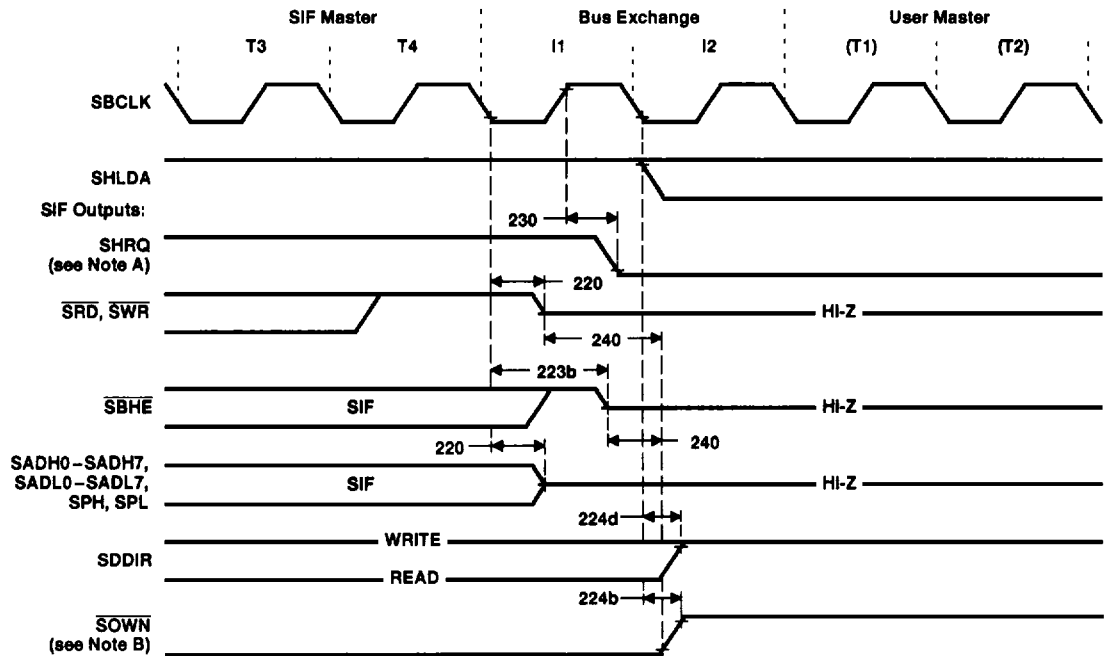 SIF Master Bus Exchange User Master
T3 T4 I1 I2 (T1) (T2)
SBCLK
SHLDA
SIF Outputs:
230
SHRQ
(see Note A)
220
SRD, SWR
HI-Z
240
223b
SBHE
SIF
HI-Z
220
240
SADH0–SADH7,
SADL0–SADL7,
SPH, SPL
SIF
HI-Z
224d
WRITE
SDDIR
READ
224b
SOWN
(see Note B)